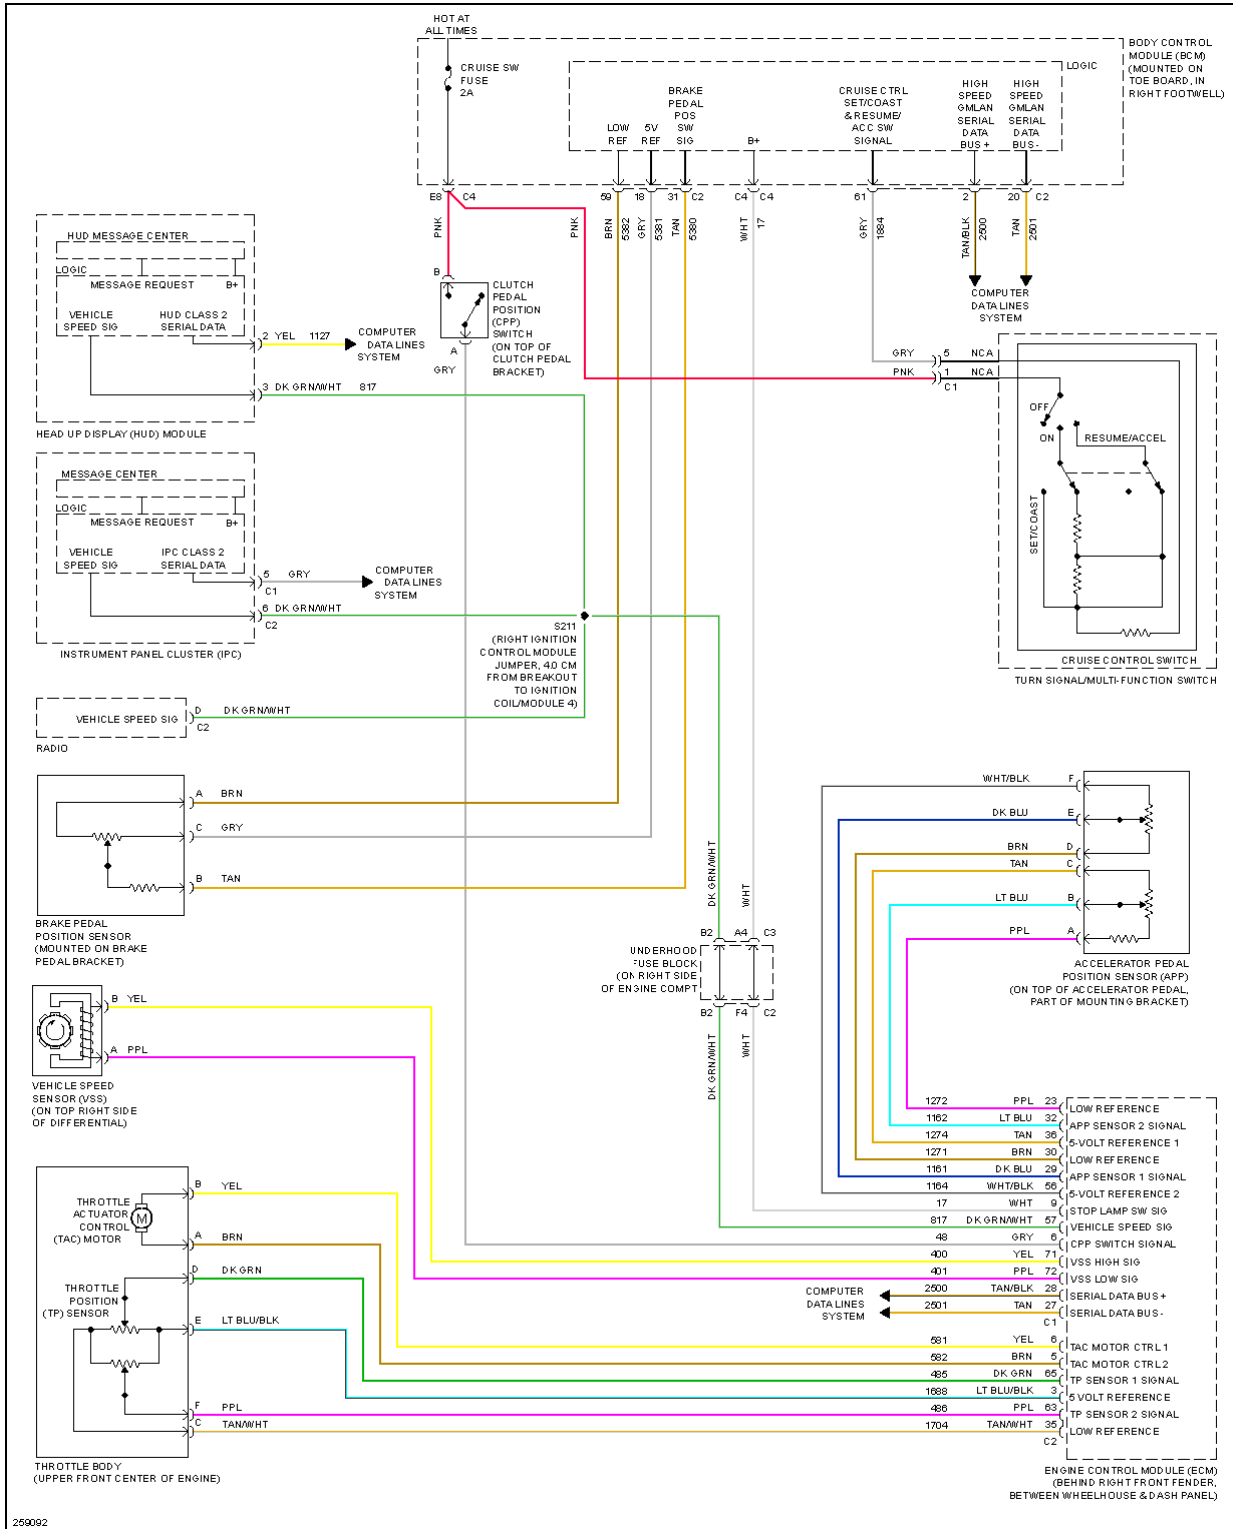 HOT AT
ALL TIMES
CRUISE SW
FUSE
2A
BODY CONTROL
MODULE (BCM)
(MOUNTED ON
TOE BOARD, IN
RIGHT FOOTWELL)
LOGIC
LOW
REF
5V
REF
BRAKE
PEDAL
POS
SW
SIG
B+
CRUISE CTRL
SET/COAST
& RESUME/
ACC SW
SIGNAL
HIGH
SPEED
GMLAN
SERIAL
DATA
BUS +
HIGH
SPEED
GMLAN
SERIAL
DATA
BUS -
E8 C4 59 18 31 C2 C4 C4 61 2 20 C2
PNK
PNK
BRN
5382
GRY
5381
TAN
5380
WHT
17
GRY
1884
TAN/BLK
2500
TAN
2501
COMPUTER
DATA LINES
SYSTEM
HUD MESSAGE CENTER
LOGIC
MESSAGE REQUEST B+
VEHICLE
SPEED SIG
HUD CLASS 2
SERIAL DATA
2 YEL 1127
COMPUTER
DATA LINES
SYSTEM
3 DK GRN/WHT 817
HEAD UP DISPLAY (HUD) MODULE
B
CLUTCH
PEDAL
POSITION
(CPP)
SWITCH
(ON TOP OF
CLUTCH PEDAL
BRACKET)
A
GRY
GRY 5 NCA
PNK 1 NCA
C1
OFF
ON
RESUME/ACCEL
SET/COAST
CRUISE CONTROL SWITCH
TURN SIGNAL/MULTI-FUNCTION SWITCH
MESSAGE CENTER
LOGIC
MESSAGE REQUEST B+
VEHICLE
SPEED SIG
IPC CLASS 2
SERIAL DATA
5 GRY
C1
COMPUTER
DATA LINES
SYSTEM
6 DK GRN/WHT
C2
INSTRUMENT PANEL CLUSTER (IPC)
S211
(RIGHT IGNITION
CONTROL MODULE
JUMPER, 4.0 CM
FROM BREAKOUT
TO IGNITION
COIL/MODULE 4)
VEHICLE SPEED SIG
D DK GRN/WHT
C2
RADIO
A BRN
C GRY
B TAN
BRAKE PEDAL
POSITION SENSOR
(MOUNTED ON BRAKE
PEDAL BRACKET)
DK GRN/WHT
WHT
B2 A4 C3
UNDERHOOD
FUSE BLOCK
(ON RIGHT SIDE
OF ENGINE COMPT
B2 F4 C2
DK GRN/WHT
WHT
WHT/BLK F
DK BLU E
BRN D
TAN C
LT BLU B
PPL A
ACCELERATOR PEDAL
POSITION SENSOR (APP)
(ON TOP OF ACCELERATOR PEDAL,
PART OF MOUNTING BRACKET)
B YEL
A PPL
VEHICLE SPEED
SENSOR (VSS)
(ON TOP RIGHT SIDE
OF DIFFERENTIAL)
1272 PPL 23 LOW REFERENCE
1162 LT BLU 32 APP SENSOR 2 SIGNAL
1274 TAN 36 5-VOLT REFERENCE 1
1271 BRN 30 LOW REFERENCE
1161 DK BLU 29 APP SENSOR 1 SIGNAL
1164 WHT/BLK 56 5-VOLT REFERENCE 2
17 WHT 9 STOP LAMP SW SIG
817 DK GRN/WHT 57 VEHICLE SPEED SIG
48 GRY 6 CPP SWITCH SIGNAL
400 YEL 71 VSS HIGH SIG
401 PPL 72 VSS LOW SIG
2500 TAN/BLK 28 SERIAL DATA BUS +
2501 TAN 27 SERIAL DATA BUS -
C1
COMPUTER
DATA LINES
SYSTEM
581 YEL 6 TAC MOTOR CTRL 1
582 BRN 5 TAC MOTOR CTRL 2
485 DK GRN 65 TP SENSOR 1 SIGNAL
1688 LT BLU/BLK 3 5 VOLT REFERENCE
486 PPL 63 TP SENSOR 2 SIGNAL
1704 TAN/WHT 35 LOW REFERENCE
C2
ENGINE CONTROL MODULE (ECM)
(BEHIND RIGHT FRONT FENDER,
BETWEEN WHEELHOUSE & DASH PANEL)
THROTTLE
ACTUATOR
CONTROL
(TAC) MOTOR
M
THROTTLE
POSITION
(TP) SENSOR
B YEL
A BRN
D DK GRN
E LT BLU/BLK
F PPL
C TAN/WHT
THROTTLE BODY
(UPPER FRONT CENTER OF ENGINE)
259092